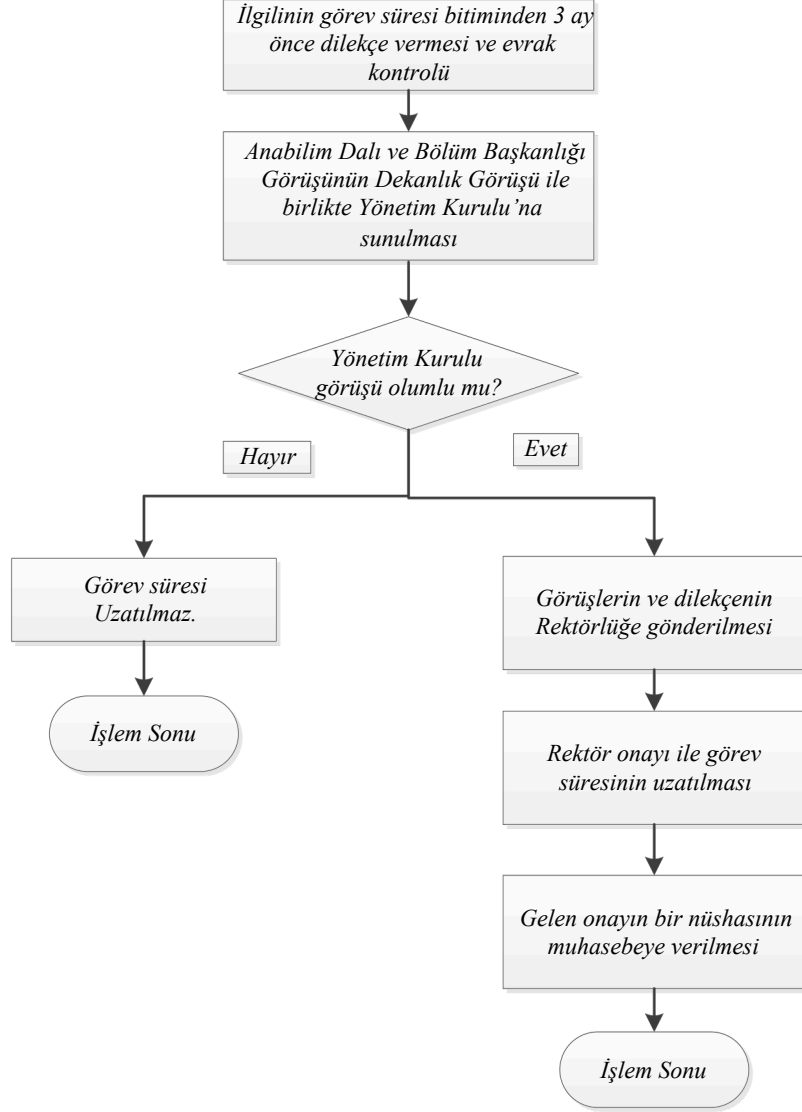 İlgilinin görev süresi bitiminden 3 ay
önce dilekçe vermesi ve evrak
kontrolü
Anabilim Dalı ve Bölüm Başkanlığı
Görüşünün Dekanlık Görüşü ile
birlikte Yönetim Kurulu’na
sunulması
Yönetim Kurulu
görüşü olumlu mu?
Hayır
Evet
Görev süresi
Uzatılmaz.
İşlem Sonu
Görüşlerin ve dilekçenin
Rektörlüğe gönderilmesi
Rektör onayı ile görev
süresinin uzatılması
Gelen onayın bir nüshasının
muhasebeye verilmesi
İşlem Sonu